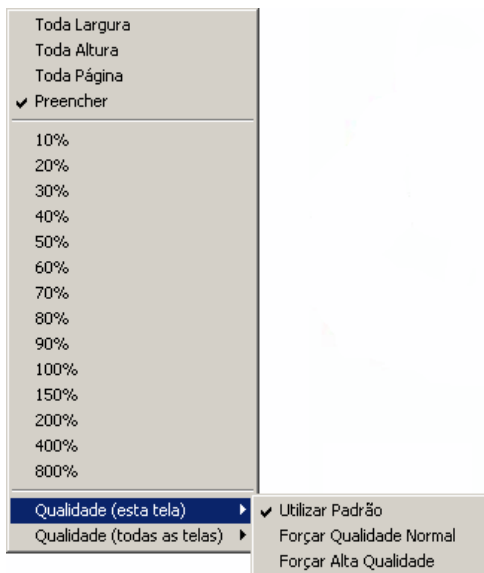 Toda Largura
Toda Altura
Toda Página
Preencher
10%
20%
30%
40%
50%
60%
70%
80%
90%
100%
150%
200%
400%
800%
Qualidade (esta tela)
Qualidade (todas as telas)
Utilizar Padrão
Forçar Qualidade Normal
Forçar Alta Qualidade